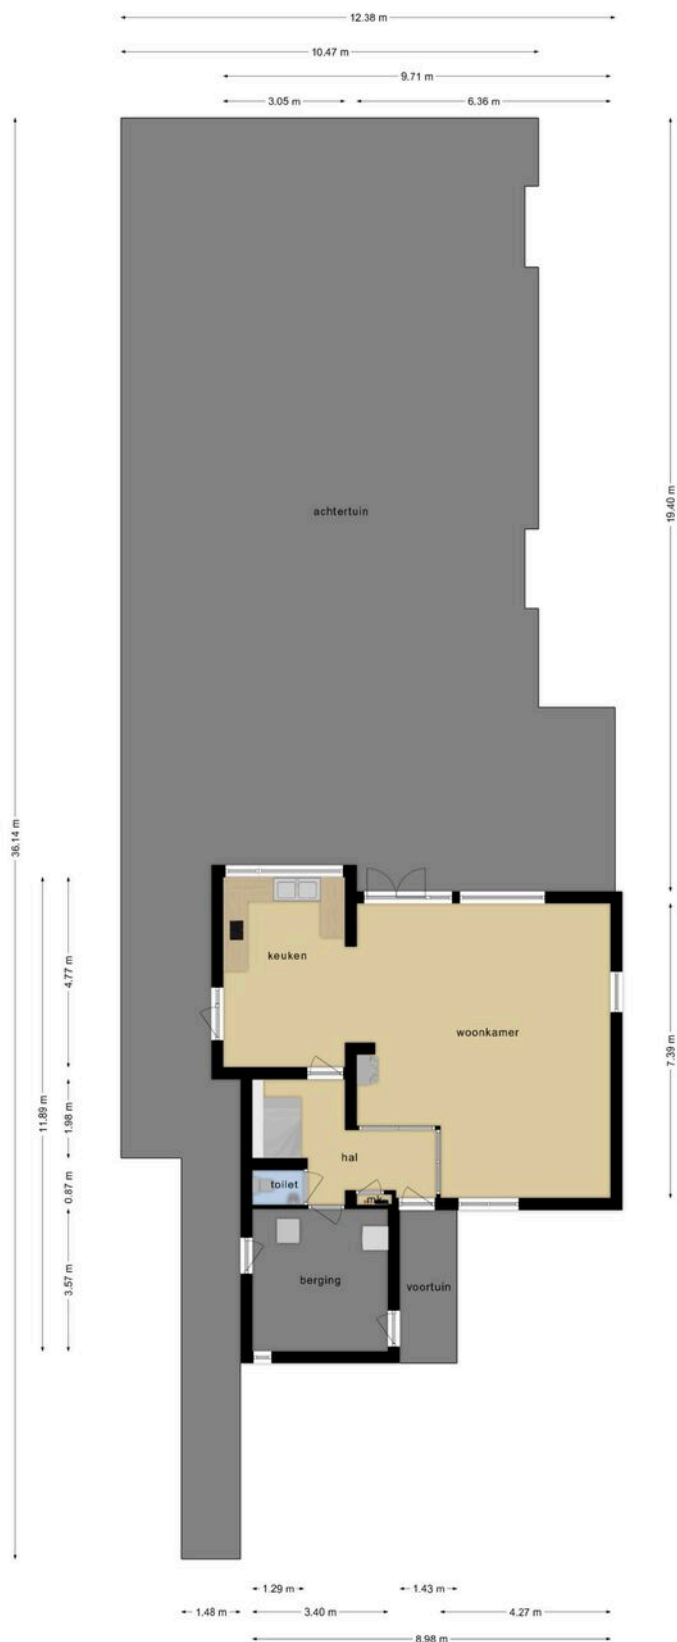 12.38 m
10.47 m
9.71 m
3.05 m
6.36 m
19.40 m
achtertuin
36.14 m
keuken
4.77 m
woonkamer
7.39 m
11.89 m
1.98 m
hal
0.87 m
toilet
mk
3.57 m
berging
voortuin
1.29 m
1.43 m
1.48 m
3.40 m
4.27 m
8.98 m